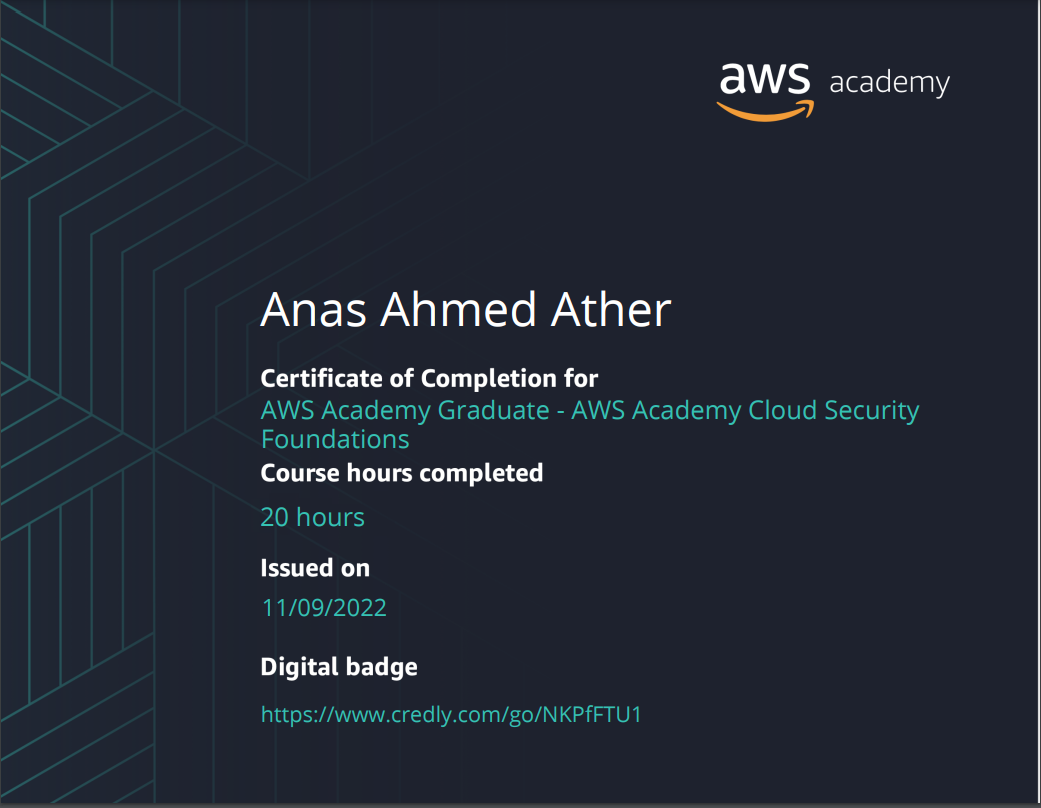 aws academy
Anas Ahmed Ather
Certificate of Completion for
AWS Academy Graduate - AWS Academy Cloud Security
Foundations
Course hours completed
20 hours
Issued on
11/09/2022
Digital badge
https://www.credly.com/go/NKPfFTU1